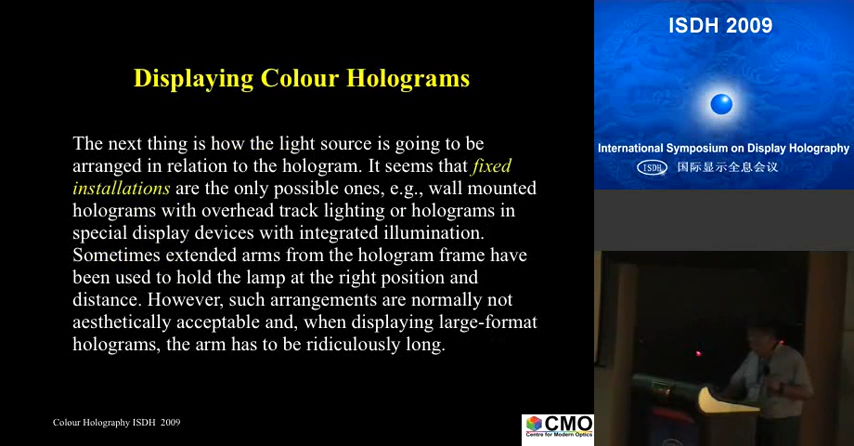 Displaying Colour Holograms
The next thing is how the light source is going to be
arranged in relation to the hologram. It seems that fixed
installations are the only possible ones, e.g., wall mounted
holograms with overhead track lighting or holograms in
special display devices with integrated illumination.
Sometimes extended arms from the hologram frame have
been used to hold the lamp at the right position and
distance. However, such arrangements are normally not
aesthetically acceptable and, when displaying large-format
holograms, the arm has to be ridiculously long.
Colour Holography ISDH 2009
CMO
Centre for Modern Optics
ISDH 2009
International Symposium on Display Holography
ISDH 国际显示全息会议